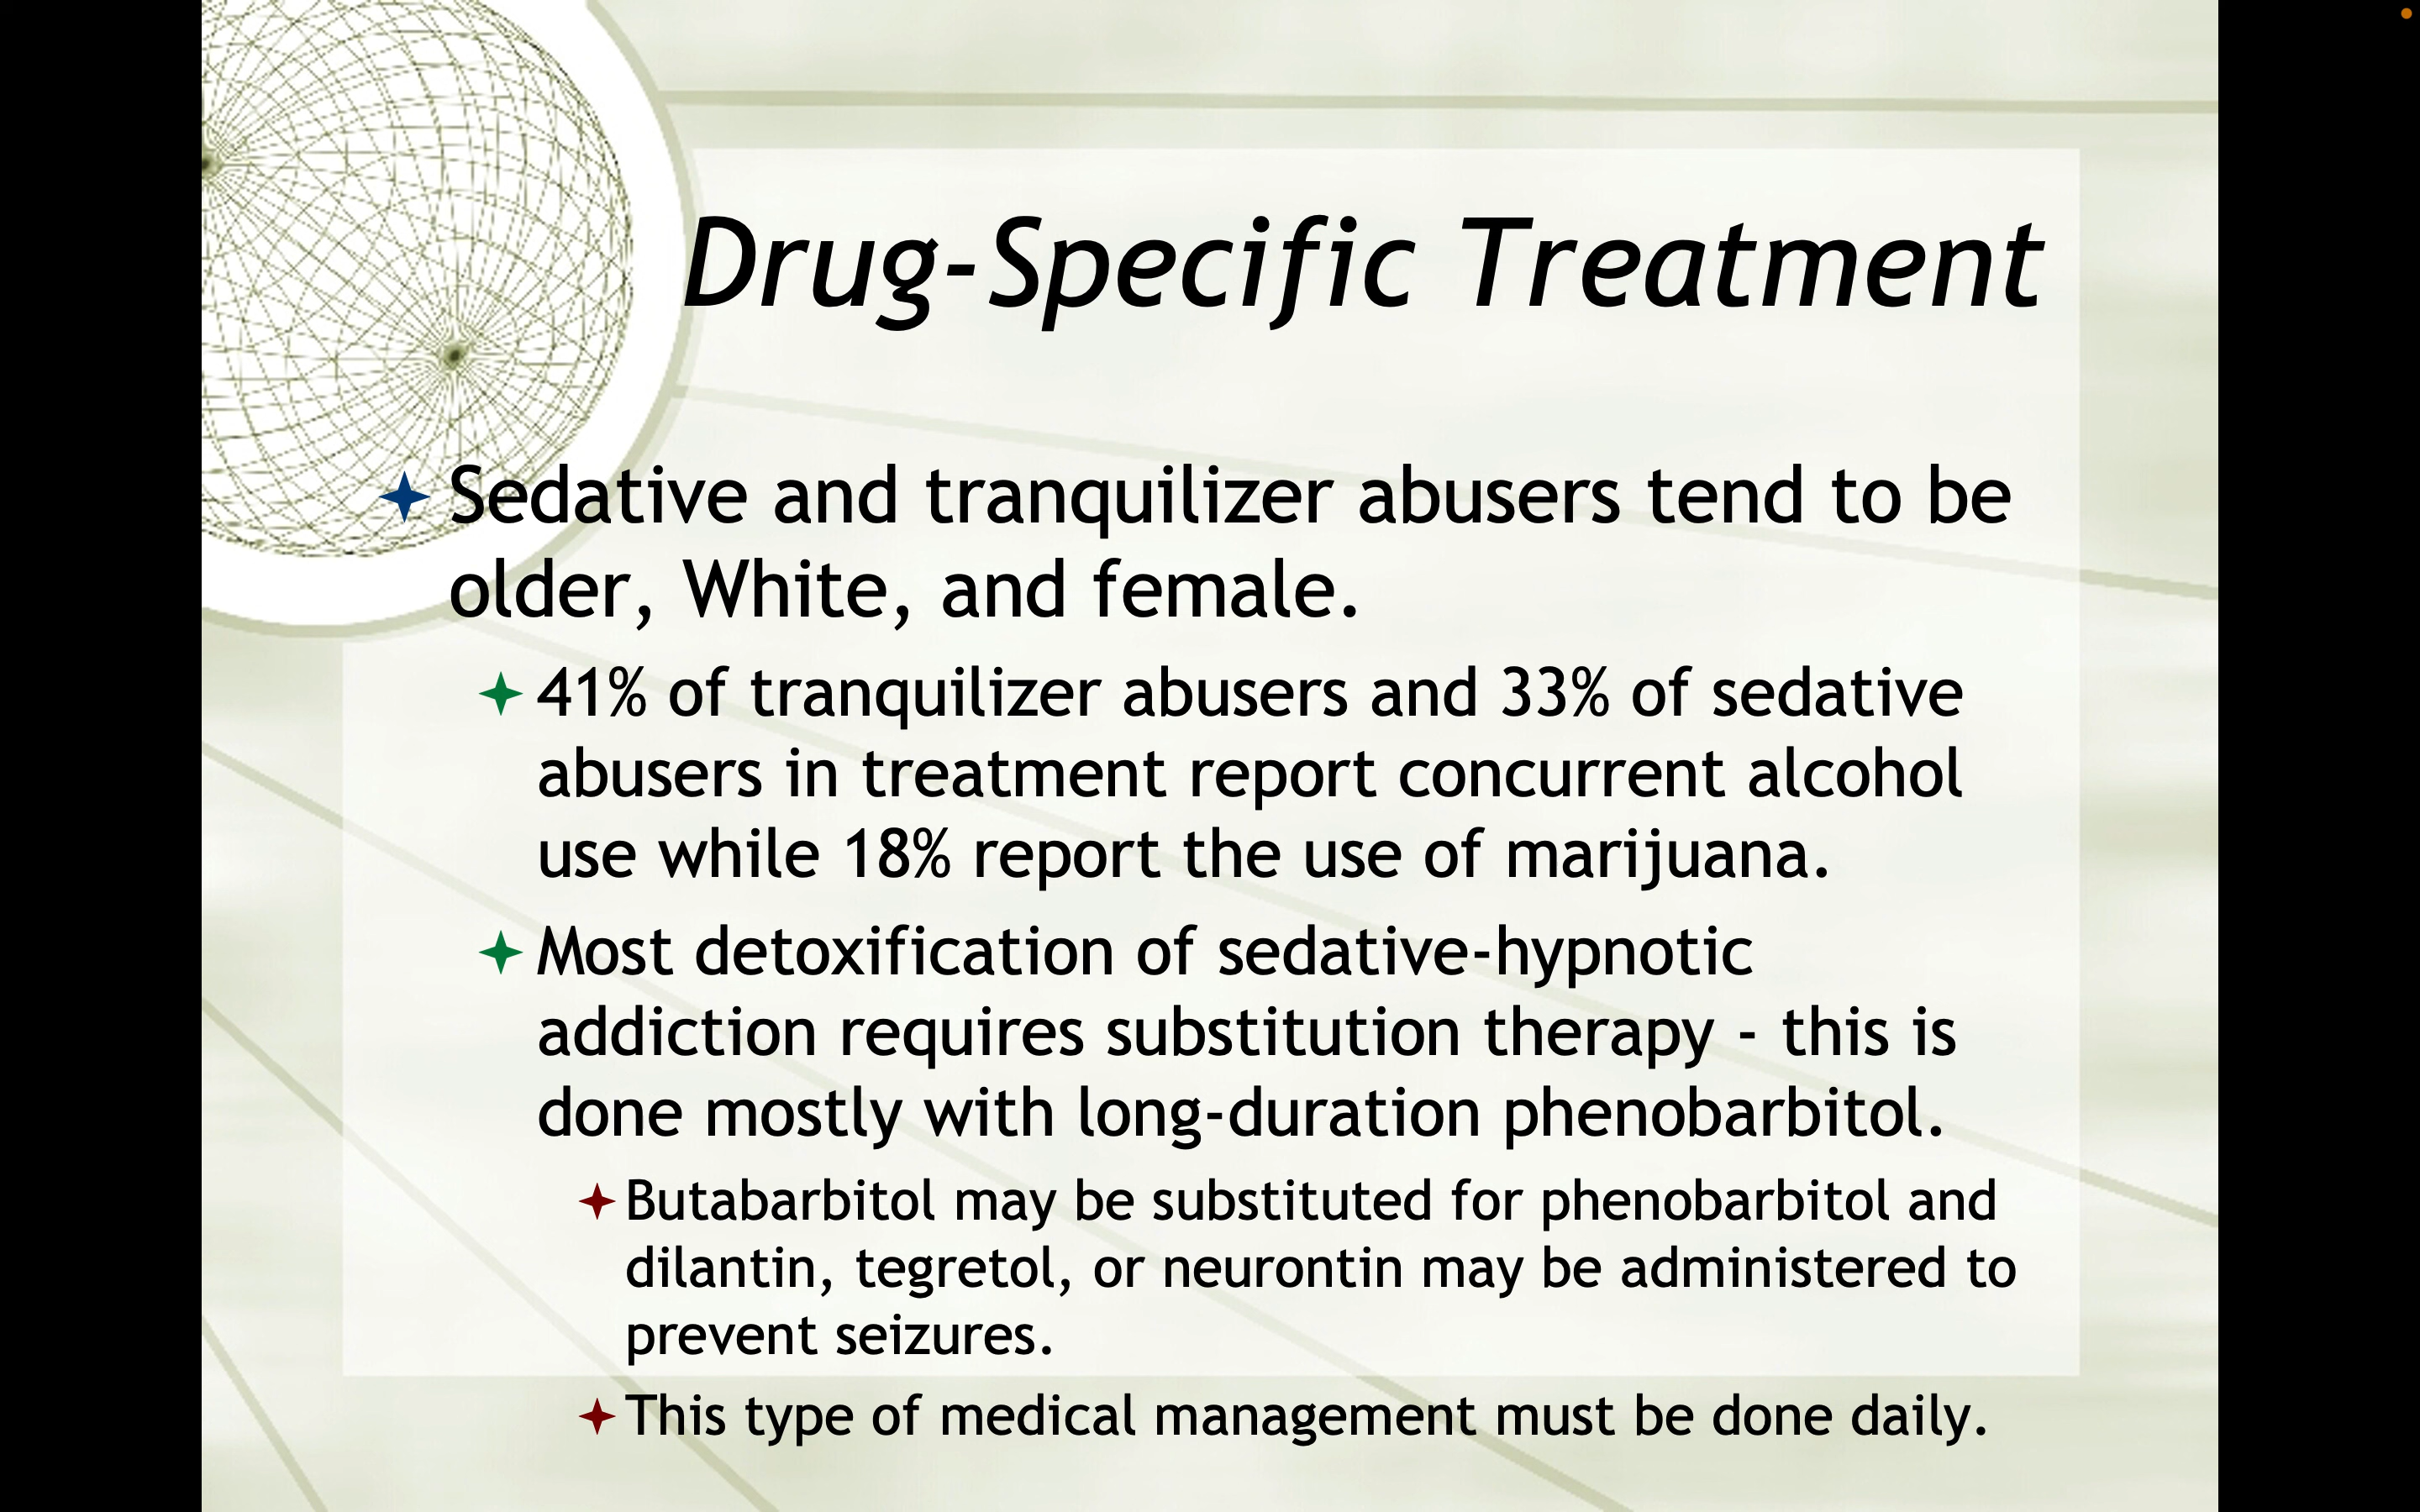 Drug-Specific Treatment
Sedative and tranquilizer abusers tend to be
older, White, and female.
41% of tranquilizer abusers and 33% of sedative
abusers in treatment report concurrent alcohol
use while 18% report the use of marijuana.
Most detoxification of sedative-hypnotic
addiction requires substitution therapy - this is
done mostly with long-duration phenobarbitol.
Butabarbitol may be substituted for phenobarbitol and
dilantin, tegretol, or neurontin may be administered to
prevent seizures.
This type of medical management must be done daily.